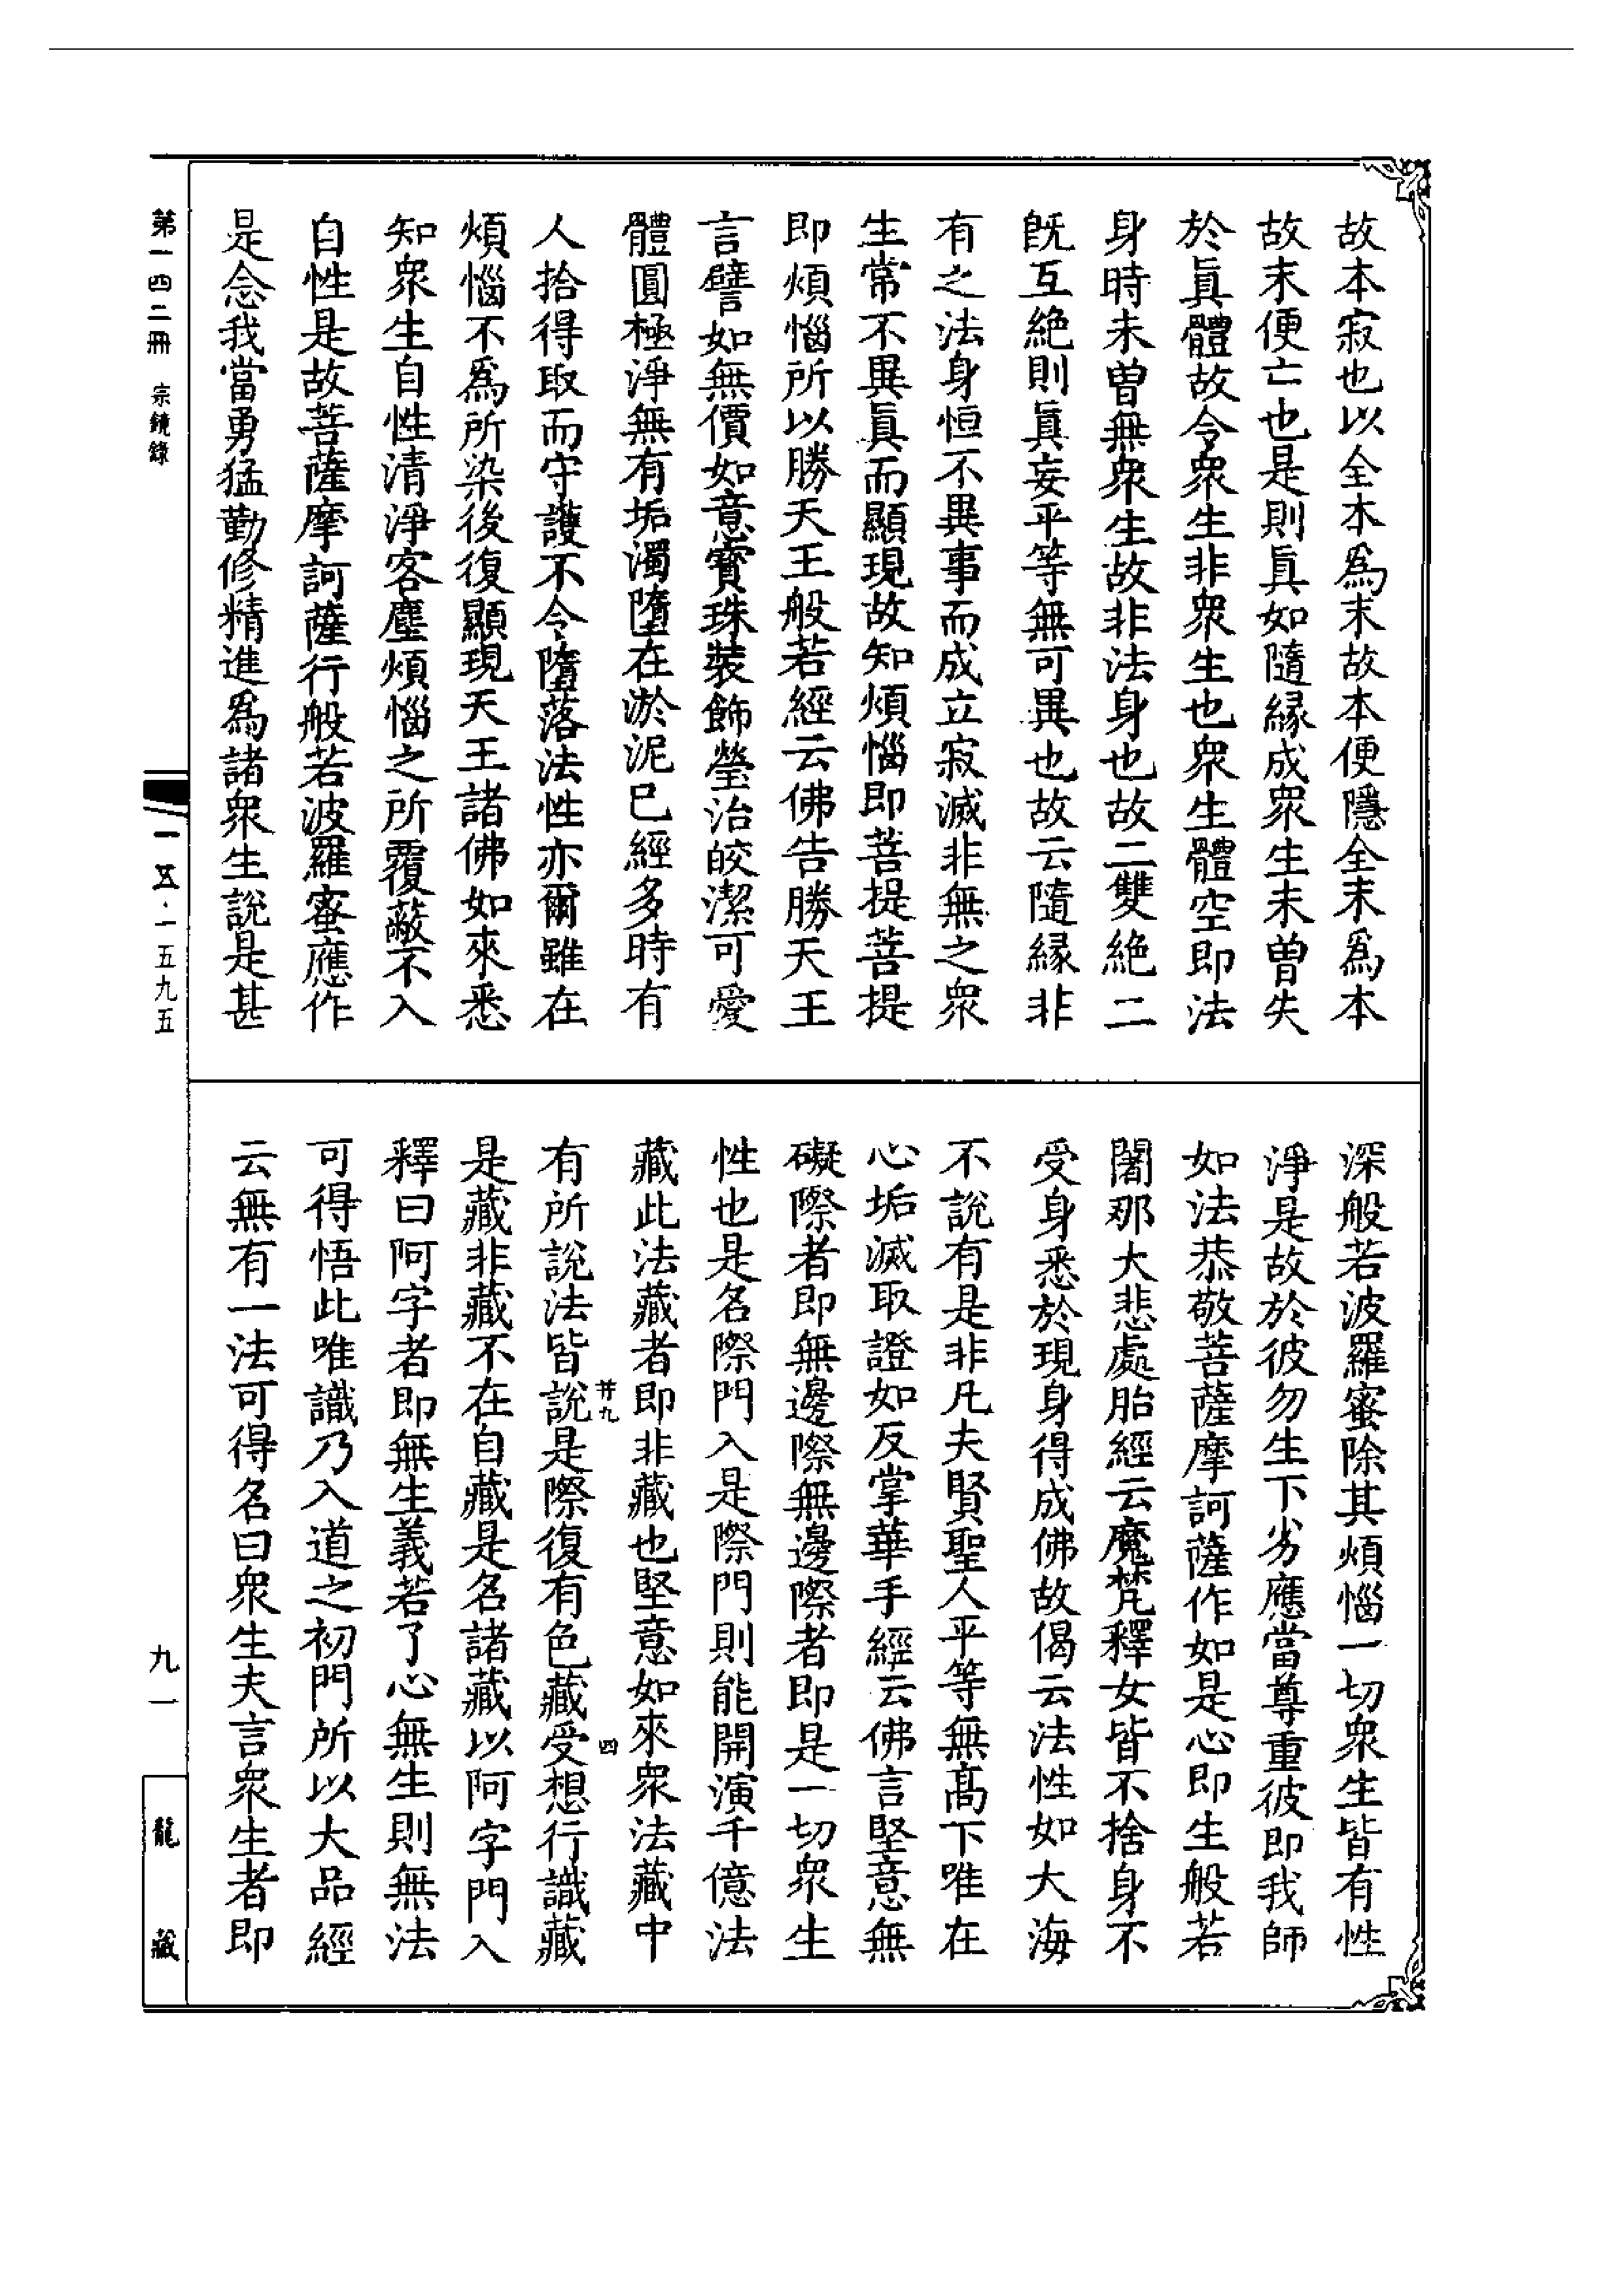 故本寂也以全本為末故本便隱全末為本
故末便亡也是則眞如隨緣成眾生未曾失
於眞體故令眾生非眾生也眾生體空即法
身時未曾無眾生故非法身也故二雙絶二
旣互絶則眞妄平等無可異也故云隨緣非
有之法身恒不異事而成立寂滅非無之眾
生常不異眞而顯現故知煩惱即菩提菩提
即煩惱所以勝天王般若經云佛告勝天王
言譬如無價如意寶珠裝飾瑩治皎潔可愛
體圓極淨無有垢濁墮在淤泥已經多時有
人拾得取而守護不令墮落法性亦爾雖在
煩惱不為所染後復顯現天王諸佛如來悉
知眾生自性清淨客塵煩惱之所覆蔽不入
自性是故菩薩摩訶薩行般若波羅蜜應作
是念我當勇猛勤修精進為諸眾生說是甚
深般若波羅蜜除其煩惱一切眾生皆有性
淨是故於彼勿生下劣應當尊重彼即我師
如法恭敬菩薩摩訶薩作如是心即生般若
闍那大悲處胎經云魔梵釋女皆不捨身不
受身悉於現身得成佛故偈云法性如大海
不說有是非凡夫賢聖人平等無高下唯在
心垢滅取證如反掌華手經云佛言堅意無
礙際者即無邊際無邊際者即是一切眾生
性也是名際門入是際門則能開演千億法
藏此法藏者即非藏也堅意如來眾法藏中
并九
四
有所說法皆說是際復有色藏受想行識藏
是藏非藏不在自藏是名諸藏以阿字門入
釋曰阿字者即無生義若了心無生則無法
可得悟此唯識乃入道之初門所以大品經
云無有一法可得名曰眾生夫言眾生者即
第一四二冊 宗鏡錄
一五·一五九五
九一
龍藏